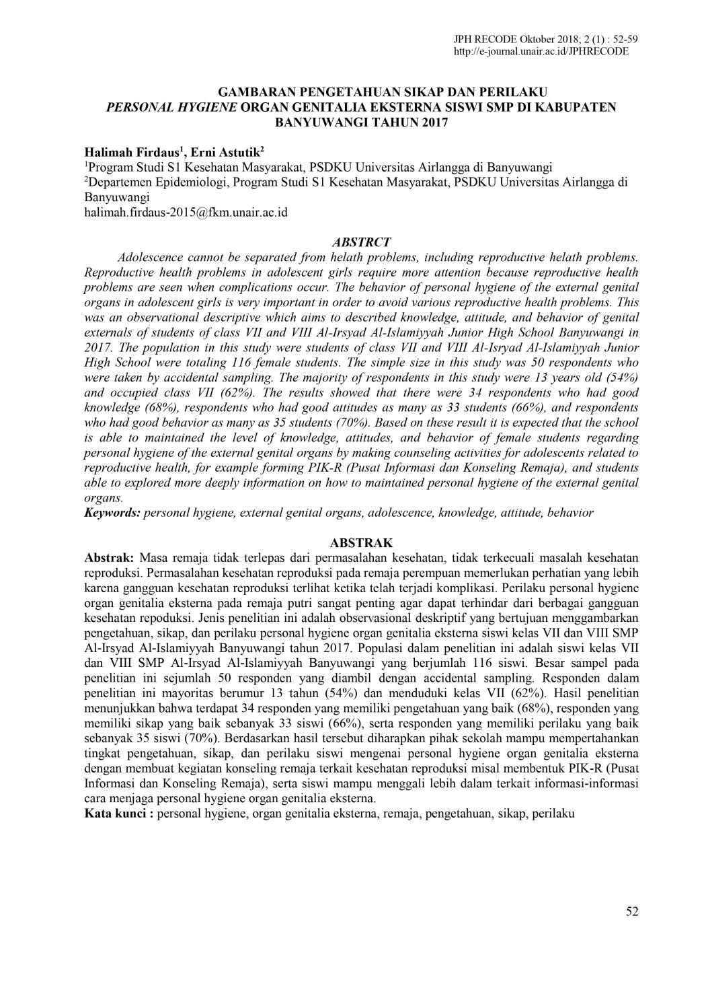 JPH RECODE Oktober 2018; 2 (1) : 52-59
http://e-journal.unair.ac.id/JPHRECODE
GAMBARAN PENGETAHUAN SIKAP DAN PERILAKU
PERSONAL HYGIENE ORGAN GENITALIA EKSTERNA SISWI SMP DI KABUPATEN
BANYUWANGI TAHUN 2017
Halimah Firdaus1, Erni Astutik2
1Program Studi S1 Kesehatan Masyarakat, PSDKU Universitas Airlangga di Banyuwangi
2Departemen Epidemiologi, Program Studi S1 Kesehatan Masyarakat, PSDKU Universitas Airlangga di
Banyuwangi
halimah.firdaus-2015@fkm.unair.ac.id
ABSTRCT
Adolescence cannot be separated from helath problems, including reproductive helath problems.
Reproductive health problems in adolescent girls require more attention because reproductive health
problems are seen when complications occur. The behavior of personal hygiene of the external genital
organs in adolescent girls is very important in order to avoid various reproductive health problems. This
was an observational descriptive which aims to described knowledge, attitude, and behavior of genital
externals of students of class VII and VIII Al-Irsyad Al-Islamiyyah Junior High School Banyuwangi in
2017. The population in this study were students of class VII and VIII Al-Isryad Al-Islamiyyah Junior
High School were totaling 116 female students. The simple size in this study was 50 respondents who
were taken by accidental sampling. The majority of respondents in this study were 13 years old (54%)
and occupied class VII (62%). The results showed that there were 34 respondents who had good
knowledge (68%), respondents who had good attitudes as many as 33 students (66%), and respondents
who had good behavior as many as 35 students (70%). Based on these result it is expected that the school
is able to maintained the level of knowledge, attitudes, and behavior of female students regarding
personal hygiene of the external genital organs by making counseling activities for adolescents related to
reproductive health, for example forming PIK-R (Pusat Informasi dan Konseling Remaja), and students
able to explored more deeply information on how to maintained personal hygiene of the external genital
organs.
Keywords: personal hygiene, external genital organs, adolescence, knowledge, attitude, behavior
ABSTRAK
Abstrak: Masa remaja tidak terlepas dari permasalahan kesehatan, tidak terkecuali masalah kesehatan
reproduksi. Permasalahan kesehatan reproduksi pada remaja perempuan memerlukan perhatian yang lebih
karena gangguan kesehatan reproduksi terlihat ketika telah terjadi komplikasi. Perilaku personal hygiene
organ genitalia eksterna pada remaja putri sangat penting agar dapat terhindar dari berbagai gangguan
kesehatan repoduksi. Jenis penelitian ini adalah observasional deskriptif yang bertujuan menggambarkan
pengetahuan, sikap, dan perilaku personal hygiene organ genitalia eksterna siswi kelas VII dan VIII SMP
Al-Irsyad Al-Islamiyyah Banyuwangi tahun 2017. Populasi dalam penelitian ini adalah siswi kelas VII
dan VIII SMP Al-Irsyad Al-Islamiyyah Banyuwangi yang berjumlah 116 siswi. Besar sampel pada
penelitian ini sejumlah 50 responden yang diambil dengan accidental sampling. Responden dalam
penelitian ini mayoritas berumur 13 tahun (54%) dan menduduki kelas VII (62%). Hasil penelitian
menunjukkan bahwa terdapat 34 responden yang memiliki pengetahuan yang baik (68%), responden yang
memiliki sikap yang baik sebanyak 33 siswi (66%), serta responden yang memiliki perilaku yang baik
sebanyak 35 siswi (70%). Berdasarkan hasil tersebut diharapkan pihak sekolah mampu mempertahankan
tingkat pengetahuan, sikap, dan perilaku siswi mengenai personal hygiene organ genitalia eksterna
dengan membuat kegiatan konseling remaja terkait kesehatan reproduksi misal membentuk PIK-R (Pusat
Informasi dan Konseling Remaja), serta siswi mampu menggali lebih dalam terkait informasi-informasi
cara menjaga personal hygiene organ genitalia eksterna.
Kata kunci : personal hygiene, organ genitalia eksterna, remaja, pengetahuan, sikap, perilaku
52